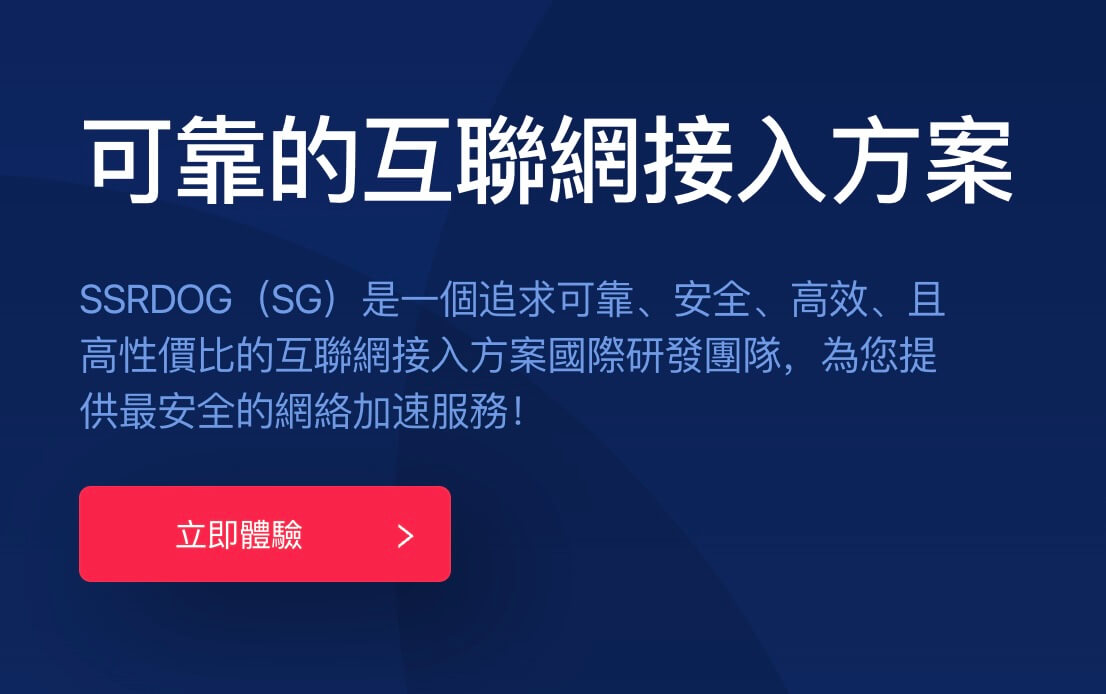 可靠的互聯網接入方案
SSRDOG（SG）是一個追求可靠、安全、高效、且
高性價比的互聯網接入方案國際研發團隊，為您提
供最安全的網絡加速服務！
立即體驗 >